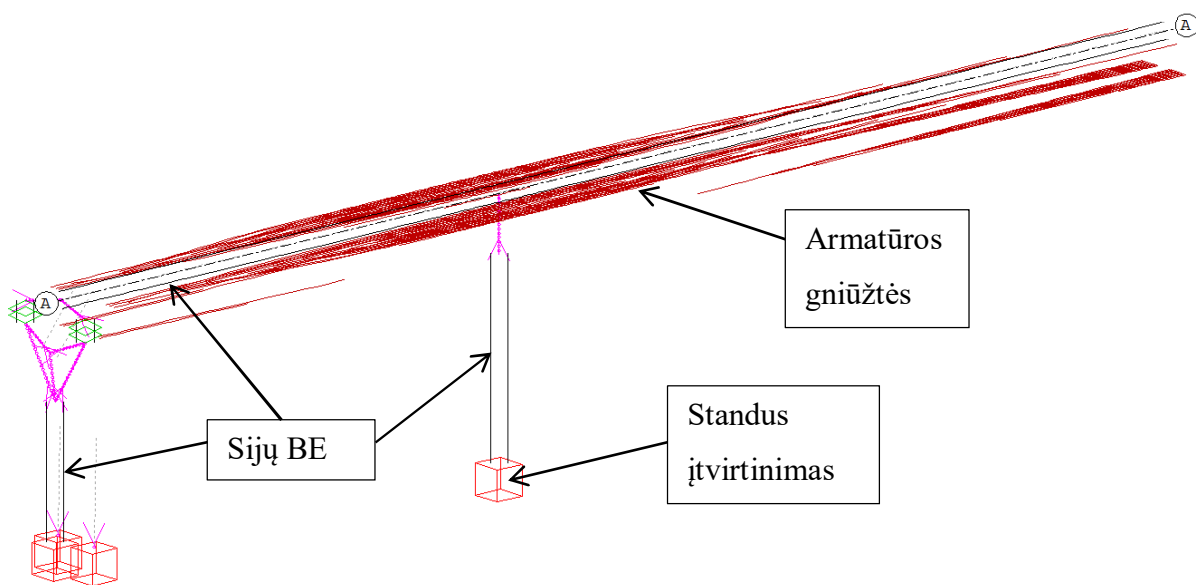 A
Armatūros
gniūžtės
A
Standus
įtvirtinimas
Sijų BE